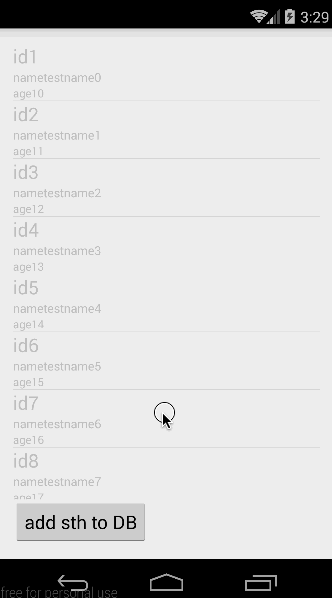 3:29
id1
nametestname0
age10
id2
nametestname1
age11
id3
nametestname2
age12
id4
nametestname3
age13
id5
nametestname4
age14
id6
nametestname5
age15
id7
nametestname6
age16
id8
nametestname7
age17
add sth to DB
free for personal use